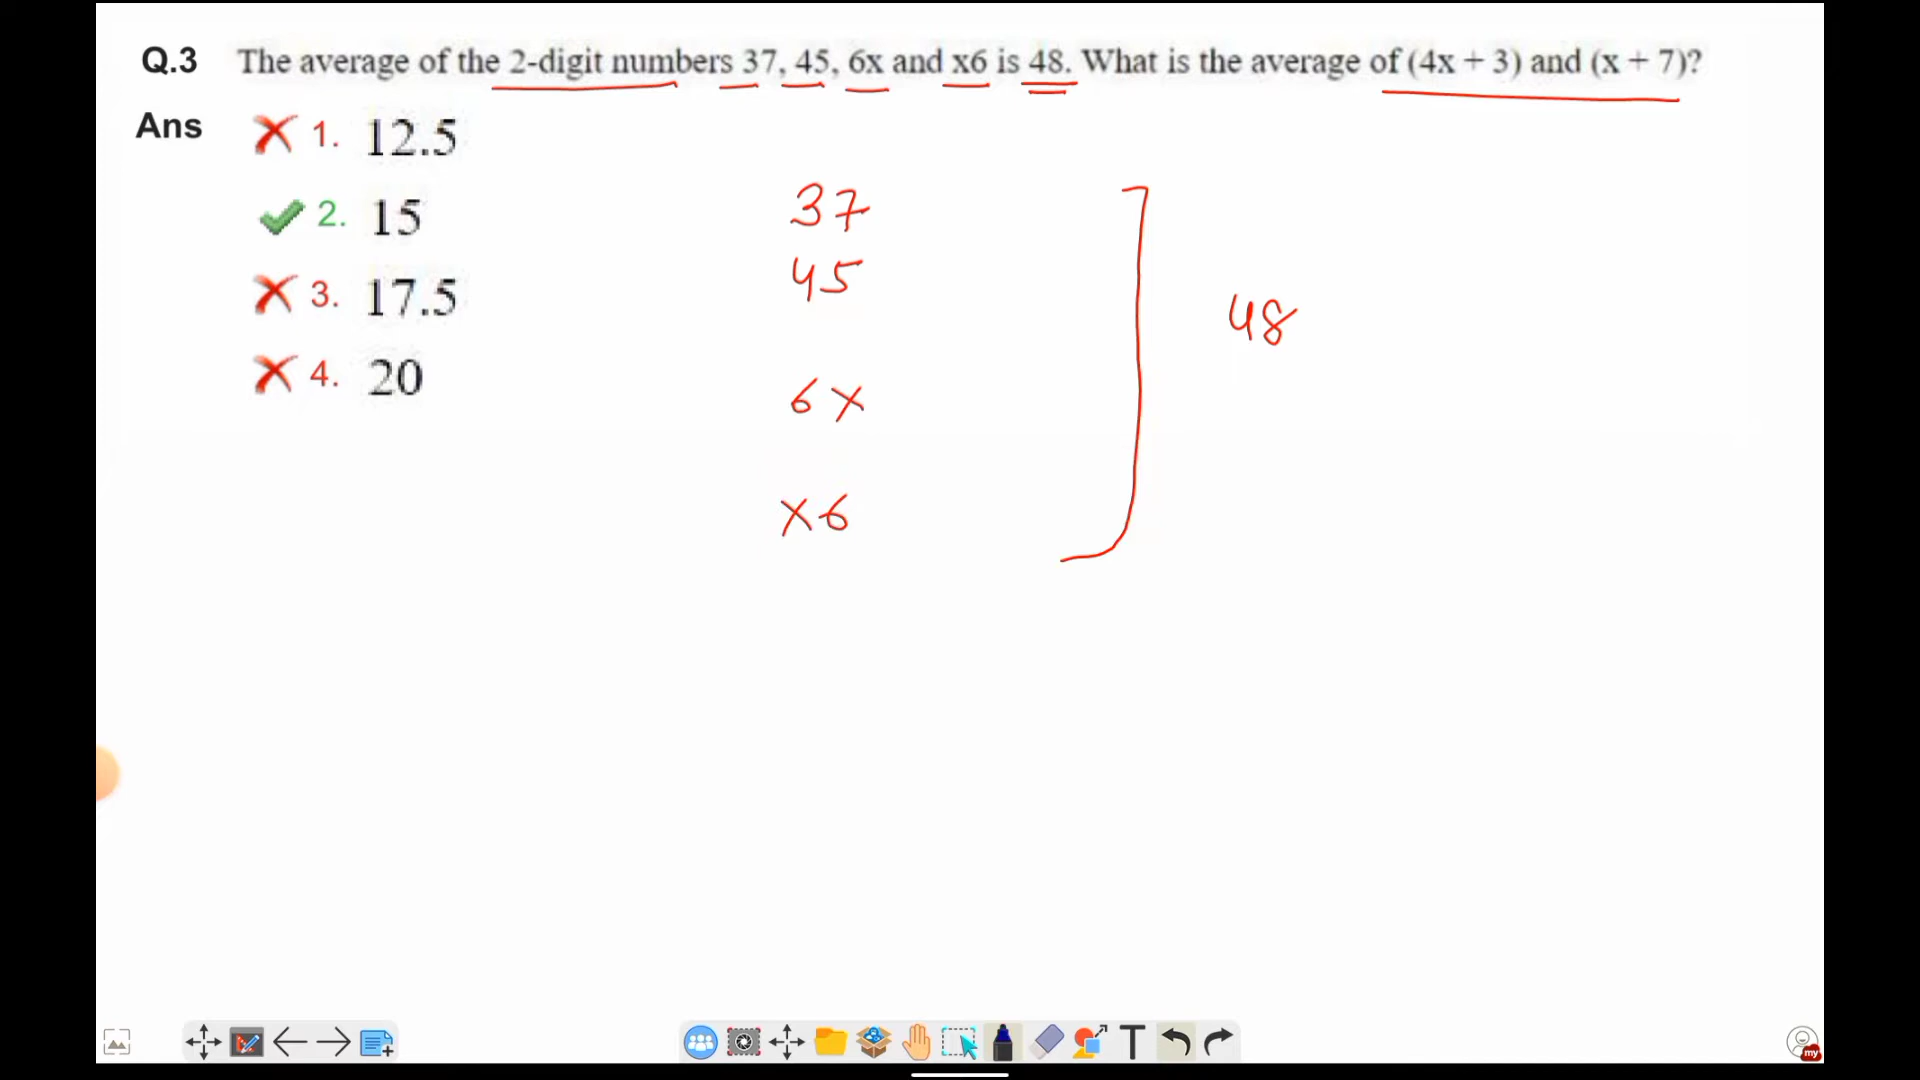 Q.3 The average of the 2-digit numbers 37, 45, 6x and x6 is 48. What is the average of (4x + 3) and (x + 7)?
Ans
1. 12.5
2. 15
3. 17.5
4. 20
37
45
6x
x6
48
T
my